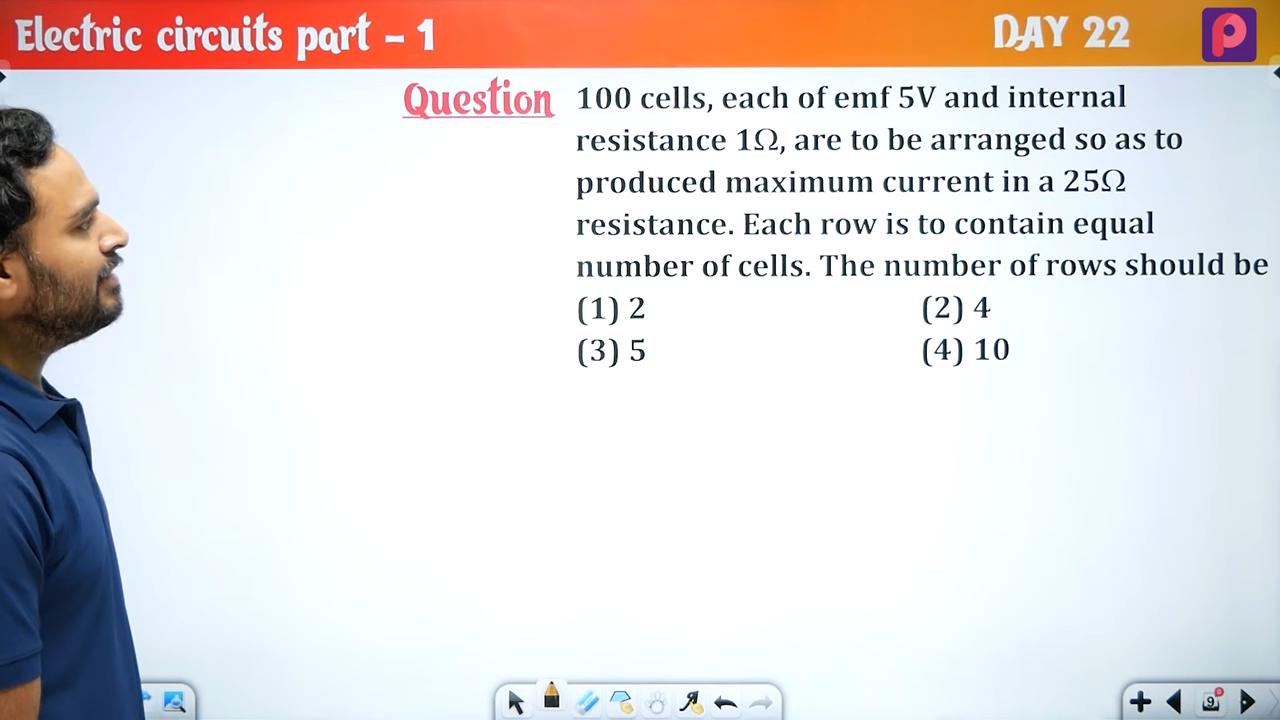 Electric circuits part – 1
DAY 22
Question
100 cells, each of emf 5V and internal
resistance 1Ω, are to be arranged so as to
produced maximum current in a 25Ω
resistance. Each row is to contain equal
number of cells. The number of rows should be
(1) 2
(2) 4
(3) 5
(4) 10
9